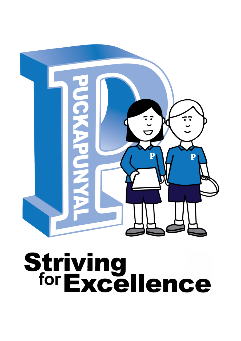 PUCKAPUNYAL
P
P
P
Striving
for Excellence